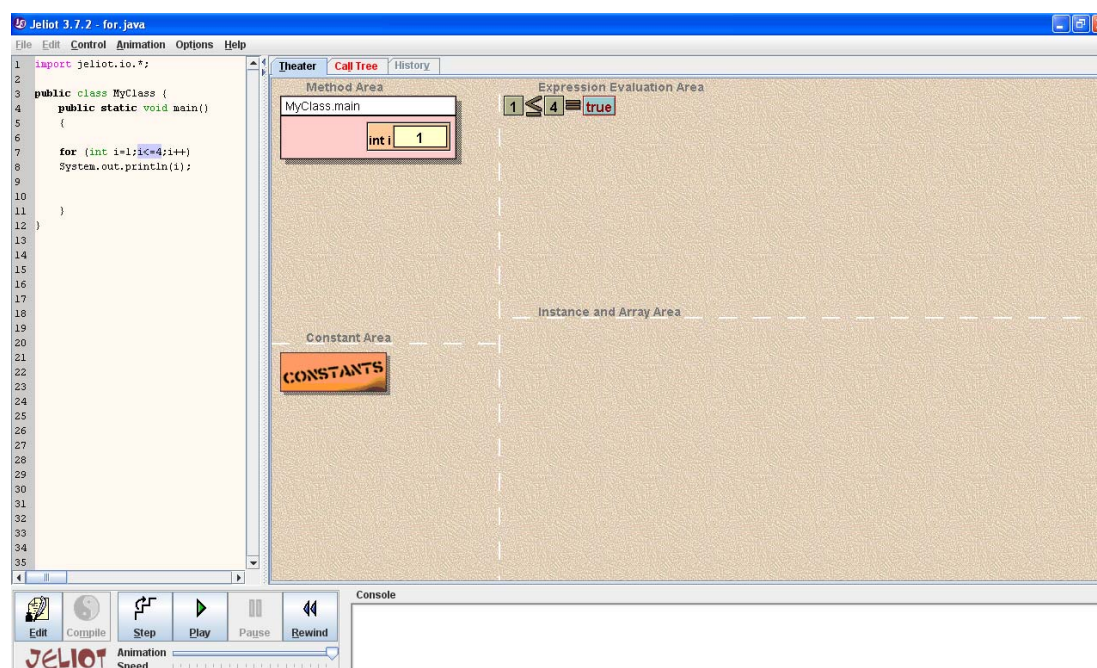 Jeliot 3.7.2 - for.java
File Edit Control Animation Options Help
1 import jeliot.io.*;
2
3 public class MyClass {
4 public static void main()
5 {
6
7 for (int i=1;i<=4;i++)
8 System.out.println(i);
9
10
11 }
12 }
13
14
15
16
17
18
19
20
21
22
23
24
25
26
27
28
29
30
31
32
33
34
35
Theater Call Tree History
Method Area
MyClass.main
int i 1
Expression Evaluation Area
1 ≤ 4 = true
Constant Area
CONSTANTS
Instance and Array Area
Edit Compile Step Play Pause Rewind
JELIOT
Animation
Speed
Console